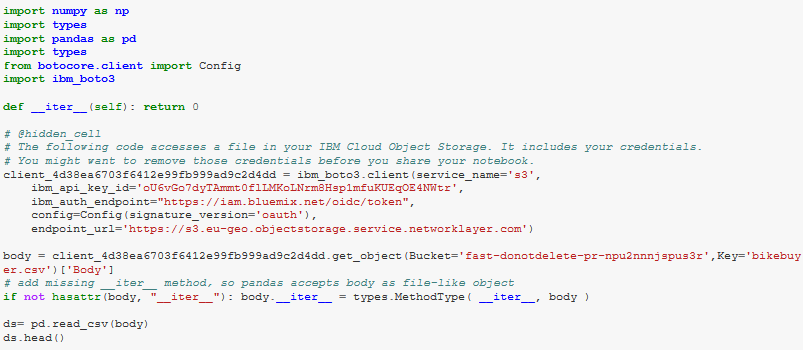 import numpy as np
import types
import pandas as pd
import types
from botocore.client import Config
import ibm_boto3
def __iter__(self): return 0
# @hidden_cell
# The following code accesses a file in your IBM Cloud Object Storage. It includes your credentials.
# You might want to remove those credentials before you share your notebook.
client_4d38ea6703f6412e99fb999ad9c2d4dd = ibm_boto3.client(service_name='s3',
ibm_api_key_id='oU6vGo7dyTAmmt0flLMKoLNrm8Hsp1mfuKUEqOE4NWtr',
ibm_auth_endpoint="https://iam.bluemix.net/oidc/token",
config=Config(signature_version='oauth'),
endpoint_url='https://s3.eu-geo.objectstorage.service.networklayer.com')
body = client_4d38ea6703f6412e99fb999ad9c2d4dd.get_object(Bucket='fast-donotdelete-pr-npu2nnnjspus3r',Key='bikebuy
er.csv')['Body']
# add missing __iter__ method, so pandas accepts body as file-like object
if not hasattr(body, "__iter__"): body.__iter__ = types.MethodType( __iter__, body )
ds= pd.read_csv(body)
ds.head()